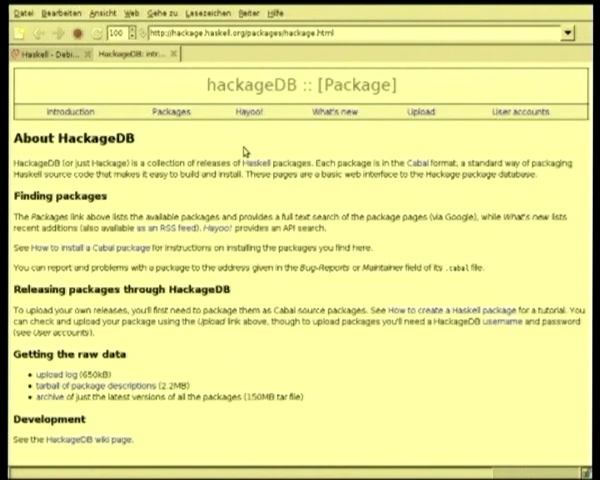 Datei Bearbeiten Ansicht Web Gehe zu Lesezeichen Reiter Hilfe
100 http://hackage.haskell.org/packages/hackage.html
Haskell - Debi... HackageDB: intr...
hackageDB :: [Package]
Introduction Packages Hayoo! What's new Upload User accounts
About HackageDB
HackageDB (or just Hackage) is a collection of releases of Haskell packages. Each package is in the Cabal format, a standard way of packaging
Haskell source code that makes it easy to build and install. These pages are a basic web interface to the Hackage package database.
Finding packages
The Packages link above lists the available packages and provides a full text search of the package pages (via Google), while What's new lists
recent additions (also available as an RSS feed). Hayoo! provides an API search.
See How to install a Cabal package for instructions on installing the packages you find here.
You can report and problems with a package to the address given in the Bug-Reports or Maintainer field of its .cabal file.
Releasing packages through HackageDB
To upload your own releases, you'll first need to package them as Cabal source packages. See How to create a Haskell package for a tutorial. You
can check and upload your package using the Upload link above, though to upload packages you'll need a HackageDB username and password
(see User accounts).
Getting the raw data
• upload log (650kB)
• tarball of package descriptions (2.2MB)
• archive of just the latest versions of all the packages (150MB tar file)
Development
See the HackageDB wiki page.